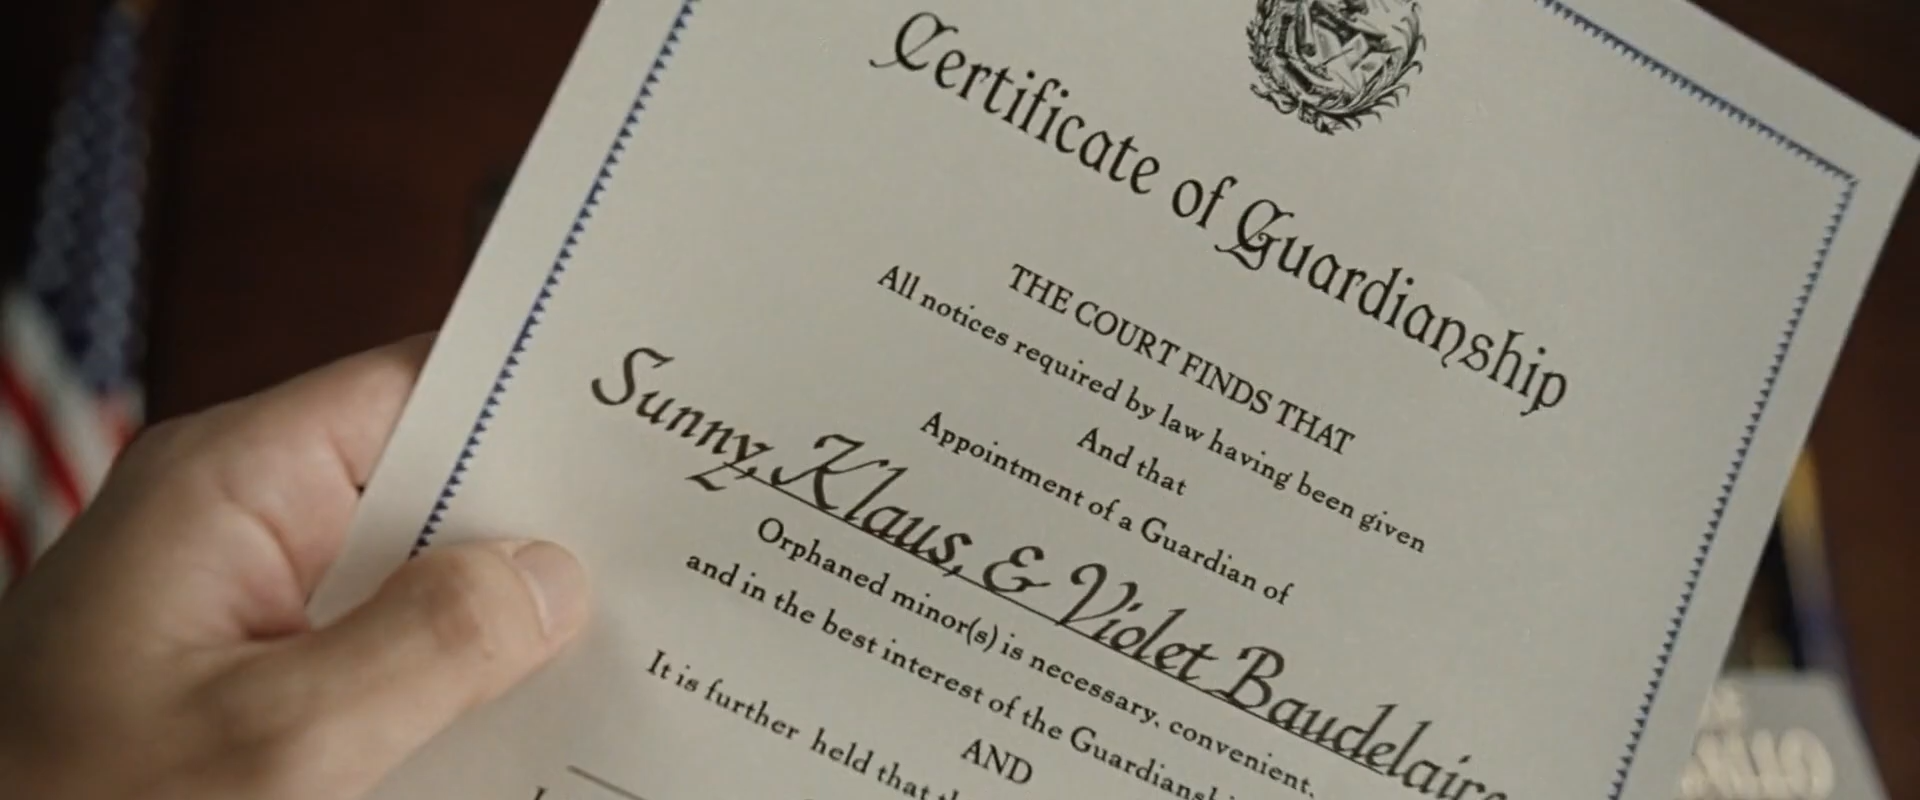 Certificate of Guardianship
THE COURT FINDS THAT
All notices required by law having been given
And that
Appointment of a Guardian of
Sunny, Klaus, & Violet Baudelaire
Orphaned minor(s) is necessary, convenient,
and in the best interest of the
AND
It is further held that